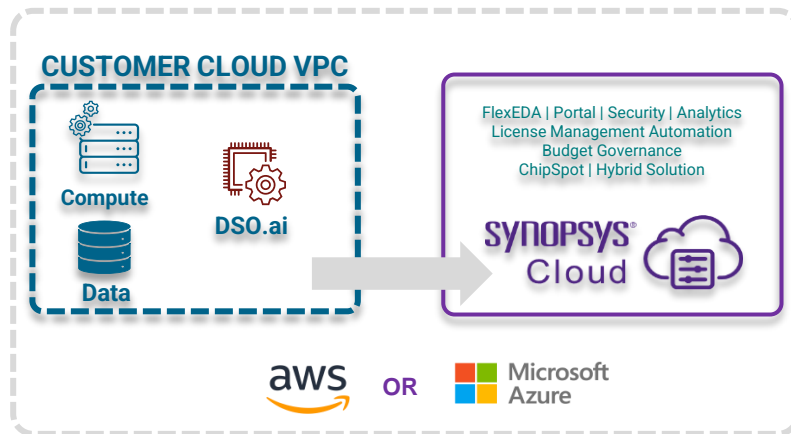 CUSTOMER CLOUD VPC
Compute
Data
DSO.ai
FlexEDA | Portal | Security | Analytics
License Management Automation
Budget Governance
ChipSpot | Hybrid Solution
SYNOPSYS®
Cloud
aws
OR
Microsoft
Azure